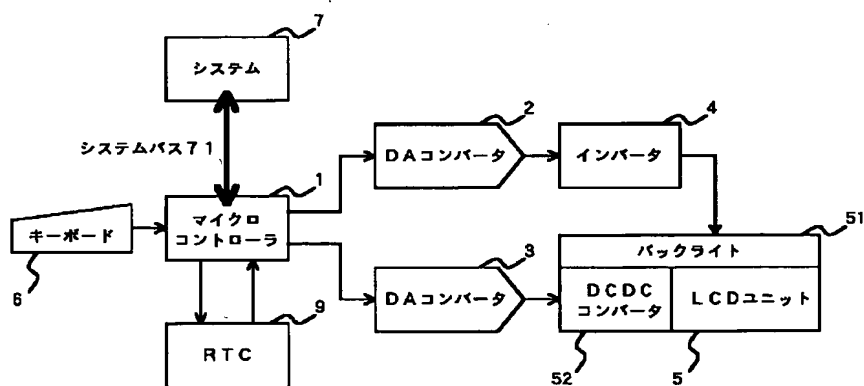 7
システム
システムバス71
2
4
DAコンバータ
インバータ
1
マイクロ
コントローラ
キーボード
6
51
バックライト
3
DAコンバータ
DCDC
コンバータ
LCDユニット
9
RTC
52
5